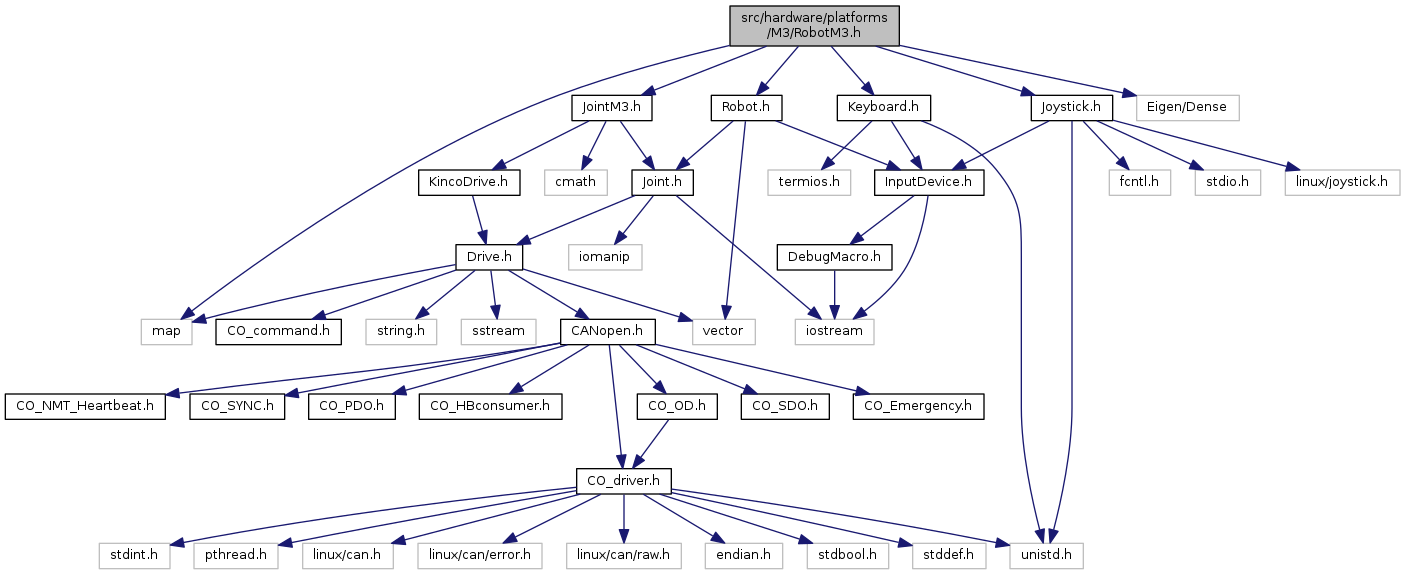 src/hardware/platforms
/M3/RobotM3.h
JointM3.h
Robot.h
Keyboard.h
Joystick.h
Eigen/Dense
KincoDrive.h
cmath
Joint.h
termios.h
InputDevice.h
fcntl.h
stdio.h
linux/joystick.h
Drive.h
iomanip
DebugMacro.h
map
CO_command.h
string.h
sstream
CANopen.h
vector
iostream
CO_NMT_Heartbeat.h
CO_SYNC.h
CO_PDO.h
CO_HBconsumer.h
CO_OD.h
CO_SDO.h
CO_Emergency.h
CO_driver.h
stdint.h
pthread.h
linux/can.h
linux/can/error.h
linux/can/raw.h
endian.h
stdbool.h
stddef.h
unistd.h